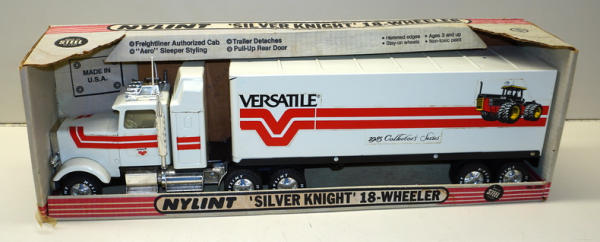 NYLINT 'SILVER KNIGHT' 18-WHEELER
STEEL
Freightliner Authorized Cab
"Aero" Sleeper Styling
Trailer Detaches
Pull-Up Rear Door
• Hemmed edges
• Stay-on wheels
• Ages 3 and up
• Non-toxic paint
MADE IN
U.S.A.
VERSATILE
1985 Collector's Series
NYLINT 'SILVER KNIGHT' 18-WHEELER
STEEL